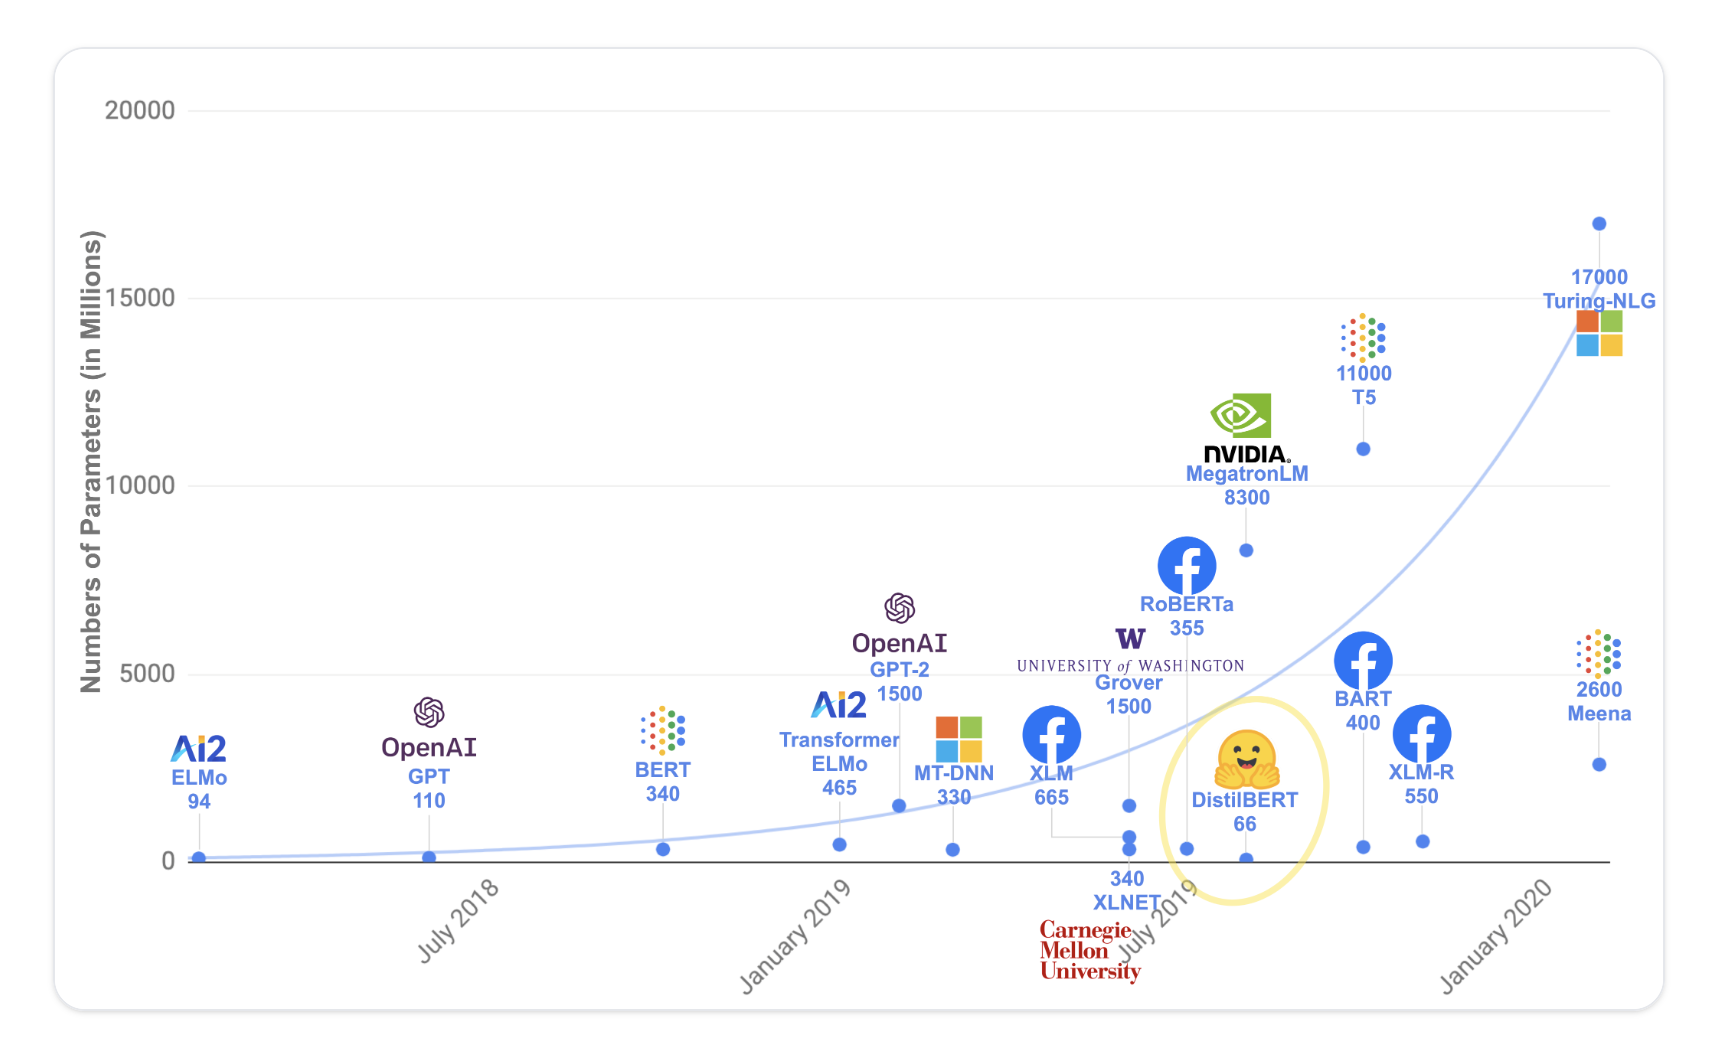 20000
15000
10000
5000
0
Numbers of Parameters (in Millions)
AI2
ELMo
94
OpenAI
GPT
110
BERT
340
AI2
Transformer
ELMo
465
OpenAI
GPT-2
1500
MT-DNN
330
XLM
665
W
UNIVERSITY of WASHINGTON
Grover
1500
340
XLNET
Carnegie
Mellon
University
RoBERTa
355
NVIDIA.
MegatronLM
8300
DistilBERT
66
11000
T5
BART
400
XLM-R
550
17000
Turing-NLG
2600
Meena
July 2018
January 2019
July 2019
January 2020